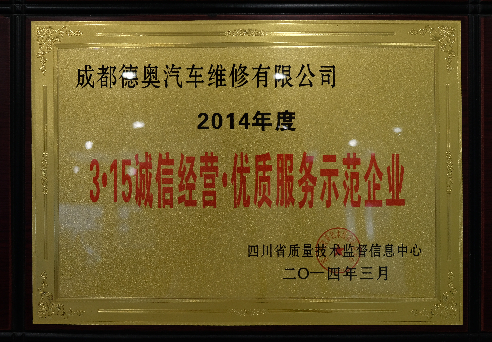 成都德奥汽车维修有限公司
2014年度
3·15诚信经营·优质服务示范企业
四川省质量技术监督信息中心
二〇一四年三月